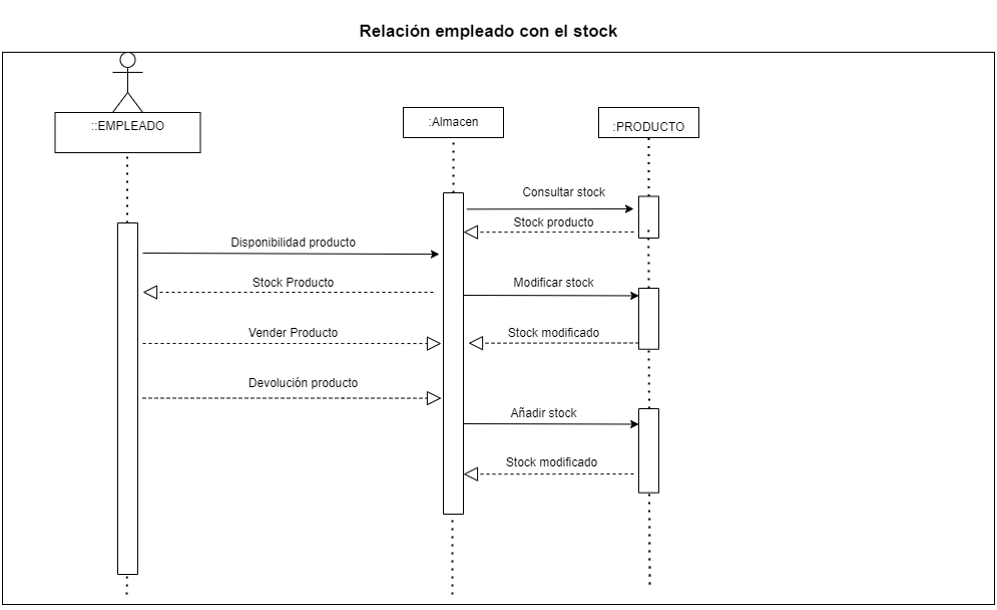 Relación empleado con el stock
::EMPLEADO
:Almacen
:PRODUCTO
Consultar stock
Stock producto
Disponibilidad producto
Stock Producto
Modificar stock
Vender Producto
Stock modificado
Devolución producto
Añadir stock
Stock modificado